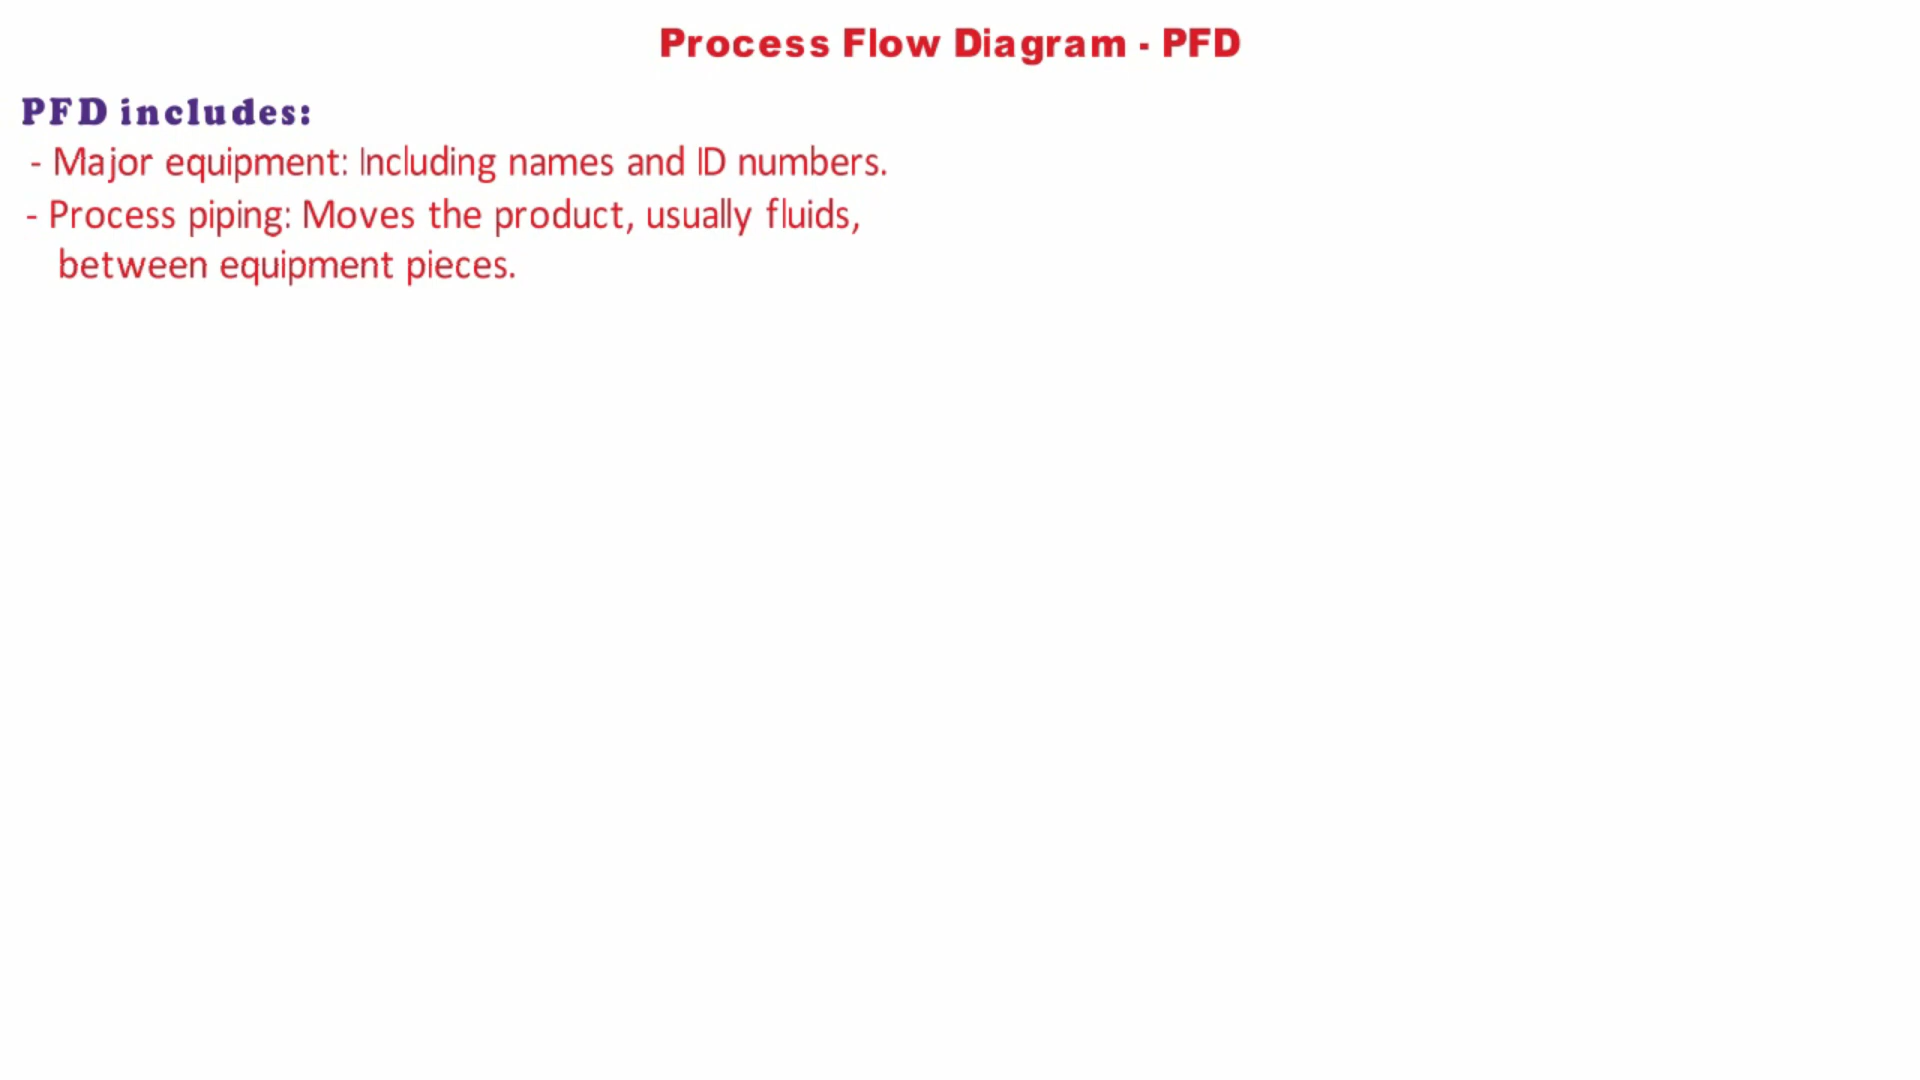 Process Flow Diagram - PFD
PFD includes:
- Major equipment: Including names and ID numbers.
- Process piping: Moves the product, usually fluids,
between equipment pieces.